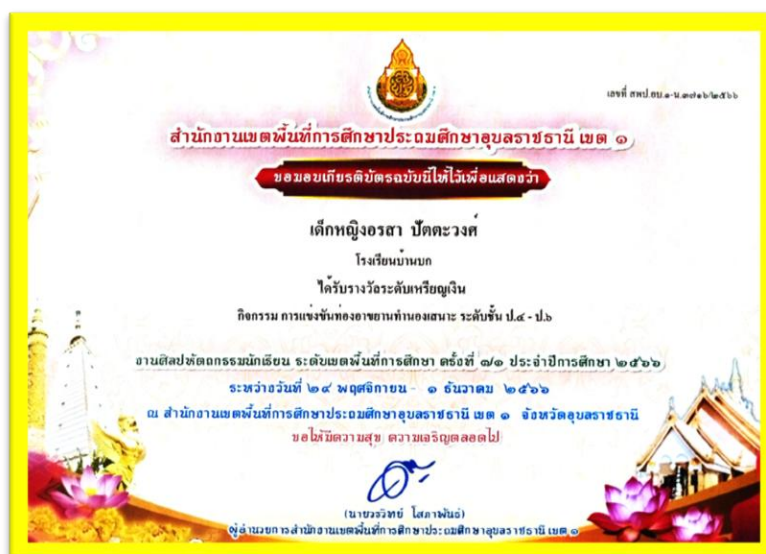 เลขที่ สพป.อบ.๑-น.๓๗๑๖/๒๕๖๖
สำนักงานเขตพื้นที่การศึกษาประถมศึกษาอุบลราชธานี เขต ๑
ขอมอบเกียรติบัตรฉบับนี้ให้ไว้เพื่อแสดงว่า
เด็กหญิงอรสา ปัตตะวงศ์
โรงเรียนบ้านบก
ได้รับรางวัลระดับเหรียญเงิน
กิจกรรม การแข่งขันท่องอาขยานทำนองเสนาะ ระดับชั้น ป.๔ - ป.๖
งานศิลปหัตถกรรมนักเรียน ระดับเขตพื้นที่การศึกษา ครั้งที่ ๗๑ ประจำปีการศึกษา ๒๕๖๖
ระหว่างวันที่ ๒๙ พฤศจิกายน - ๑ ธันวาคม ๒๕๖๖
ณ สำนักงานเขตพื้นที่การศึกษาประถมศึกษาอุบลราชธานี เขต ๑ จังหวัดอุบลราชธานี
ขอให้มีความสุข ความเจริญตลอดไป
(นายวรวิทย์ โสภาพันธ์)
ผู้อำนวยการสำนักงานเขตพื้นที่การศึกษาประถมศึกษาอุบลราชธานี เขต ๑